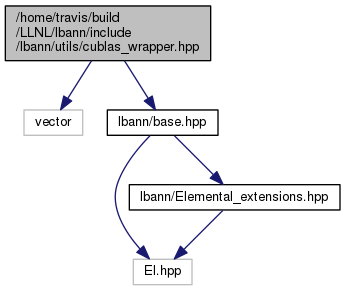 /home/travis/build
/LLNL/lbann/include
/lbann/utils/cublas_wrapper.hpp
vector
lbann/base.hpp
lbann/Elemental_extensions.hpp
El.hpp